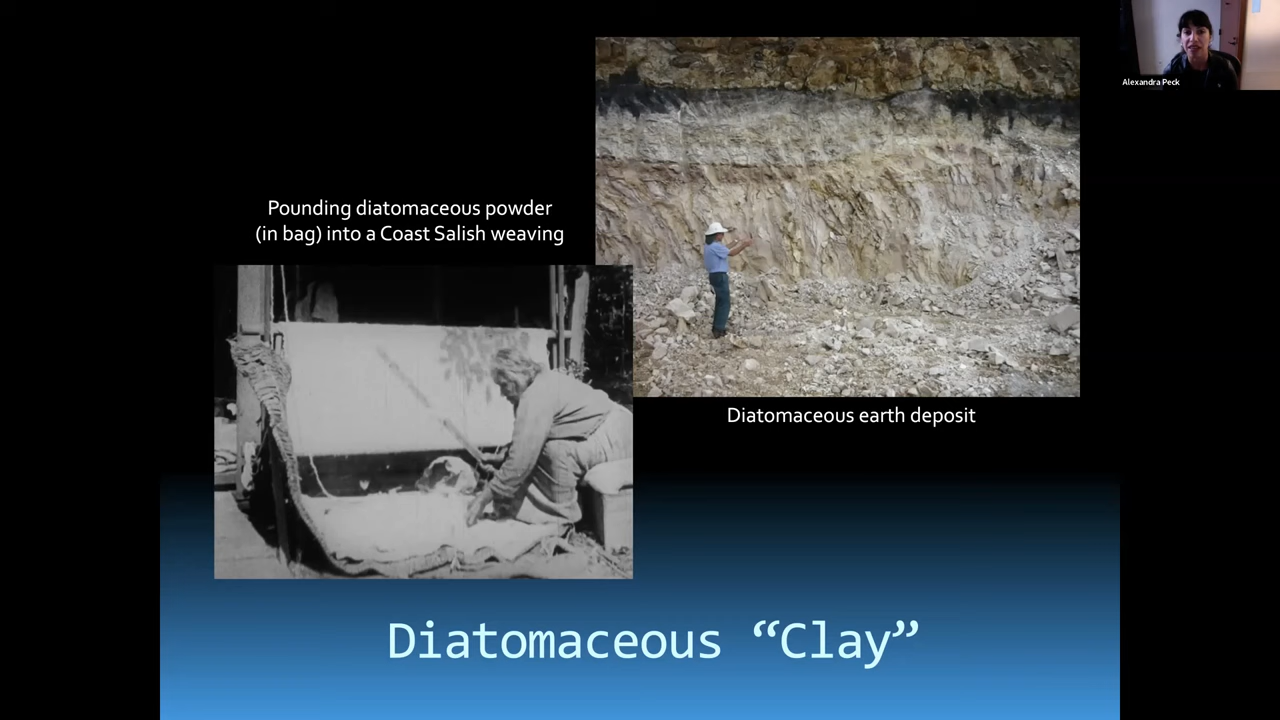 Alexandra Peck
Pounding diatomaceous powder
(in bag) into a Coast Salish weaving
Diatomaceous earth deposit
Diatomaceous “Clay”